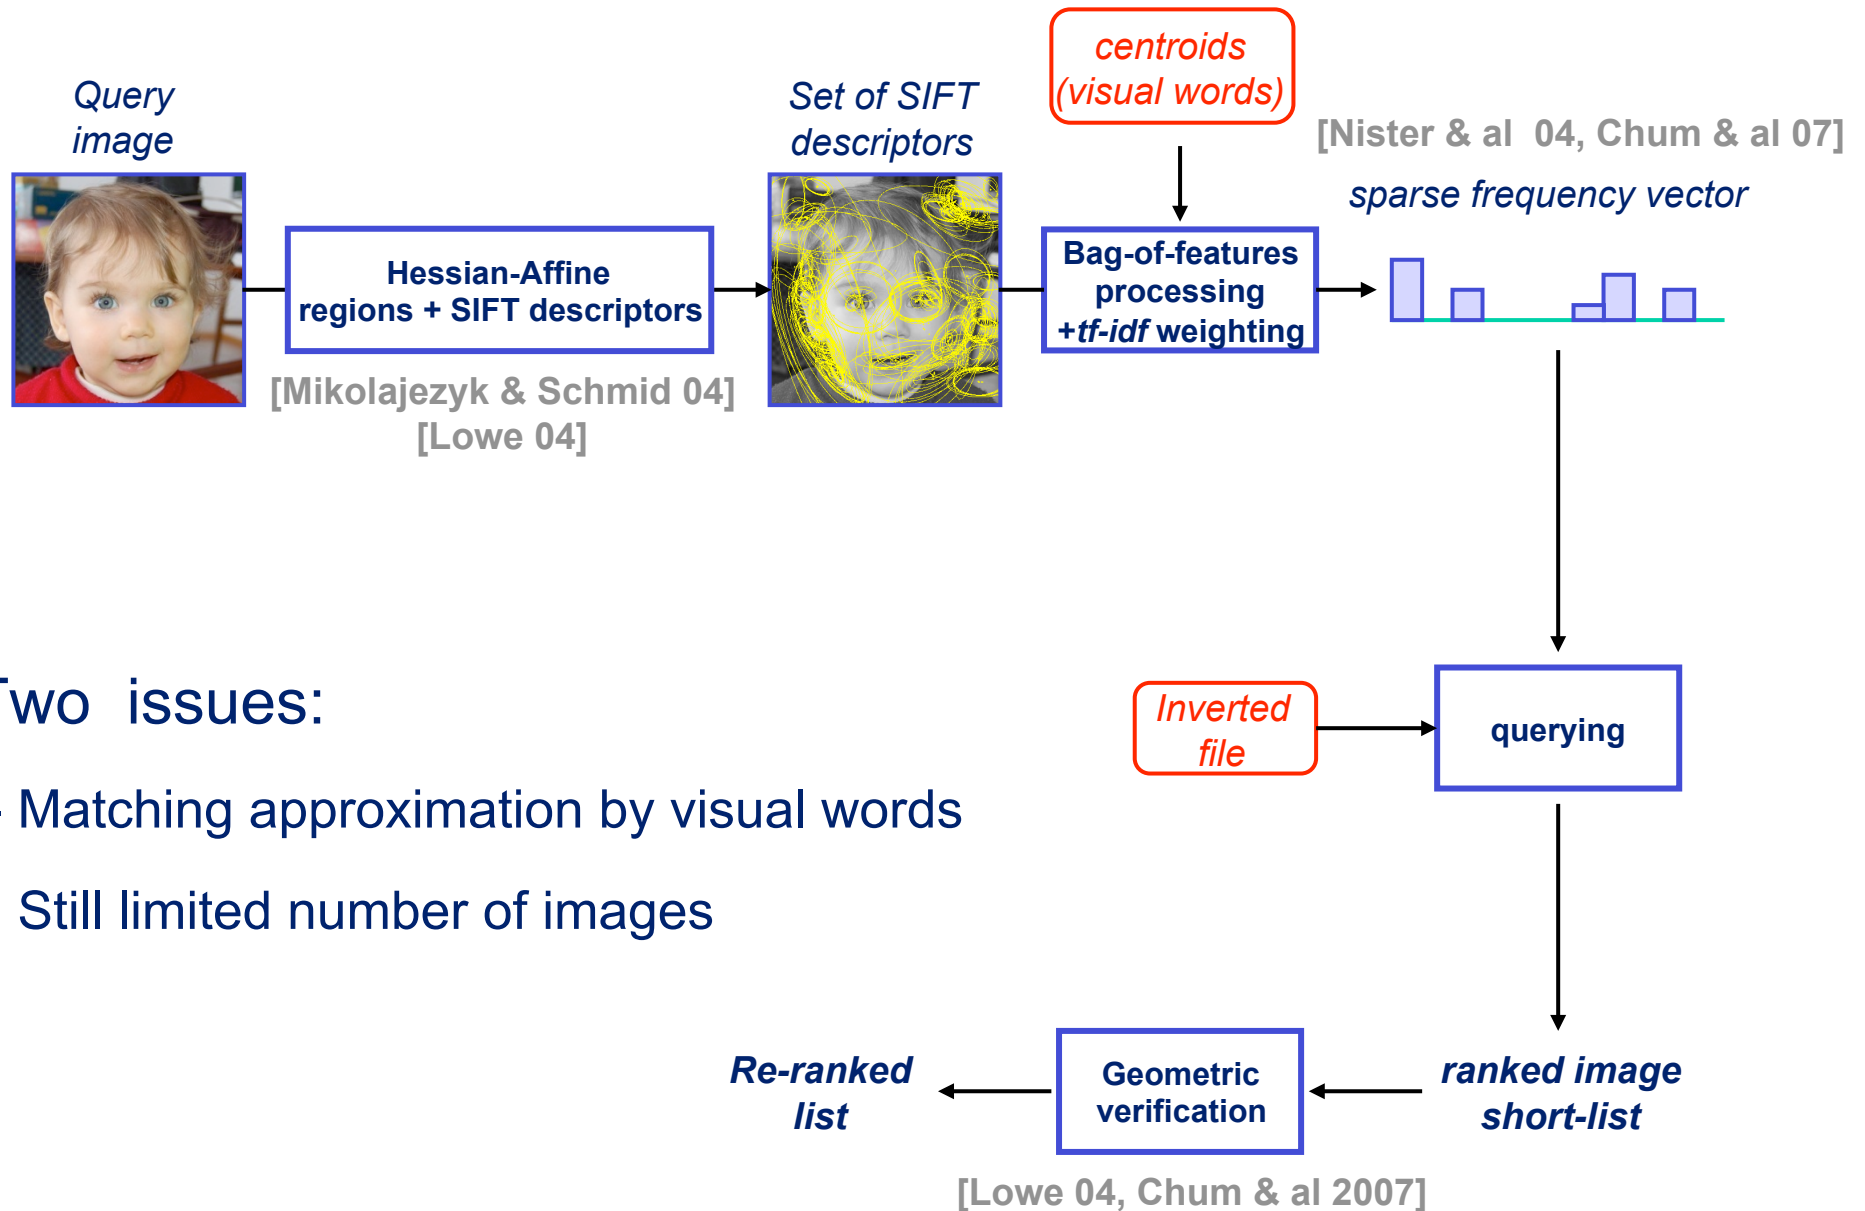 Query
image
Hessian-Affine
regions + SIFT descriptors
[Mikolajezyk & Schmid 04]
[Lowe 04]
Set of SIFT
descriptors
centroids
(visual words)
Bag-of-features
processing
+tf-idf weighting
[Nister & al 04, Chum & al 07]
sparse frequency vector
Two issues:
- Matching approximation by visual words
Still limited number of images
Inverted
file
querying
ranked image
short-list
Geometric
verification
[Lowe 04, Chum & al 2007]
Re-ranked
list